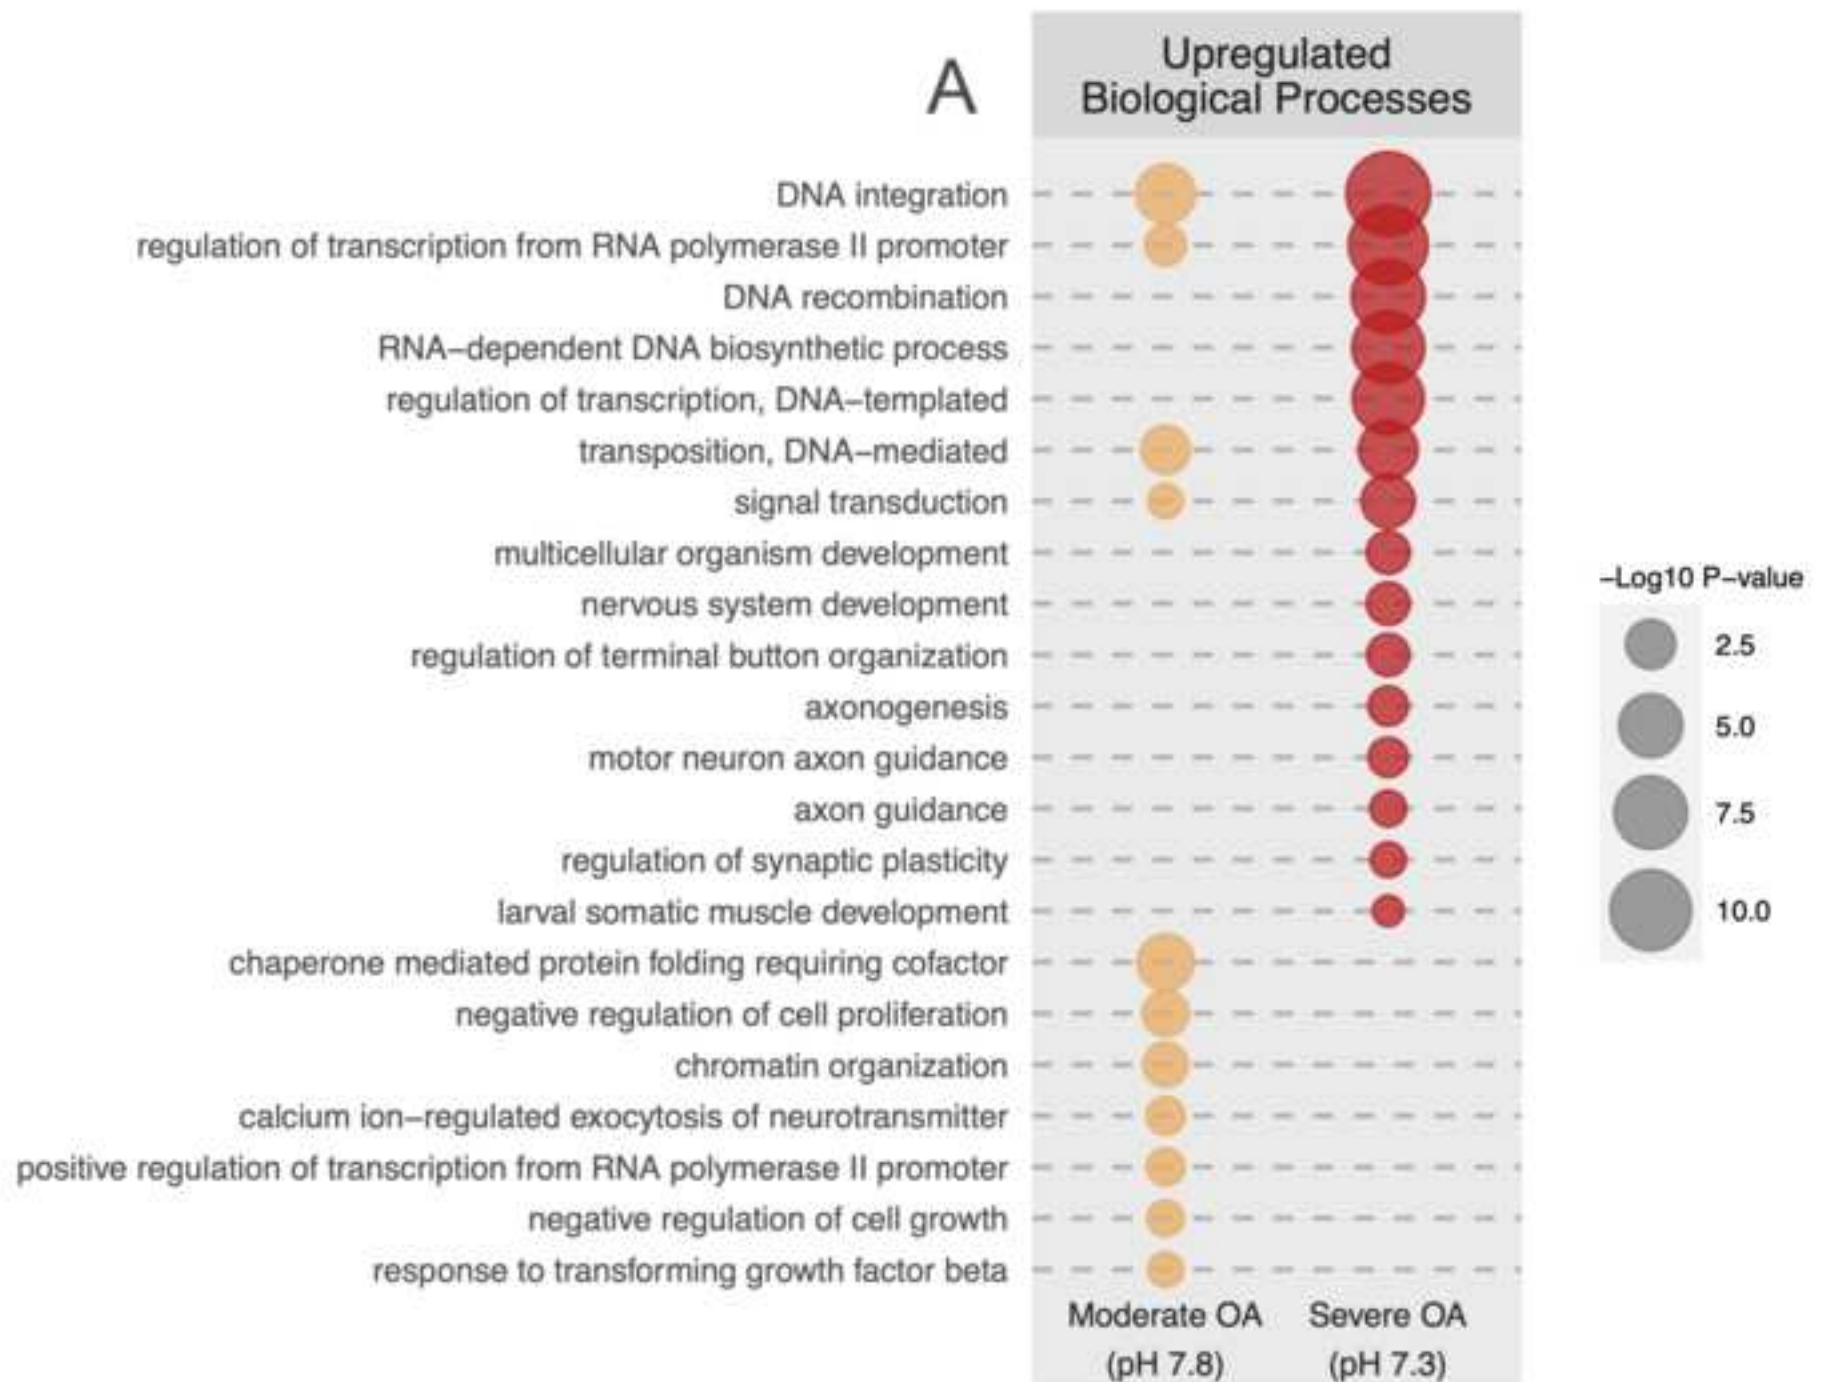 A
Upregulated
Biological Processes
DNA integration
regulation of transcription from RNA polymerase II promoter
DNA recombination
RNA−dependent DNA biosynthetic process
regulation of transcription, DNA−templated
transposition, DNA−mediated
signal transduction
multicellular organism development
nervous system development
regulation of terminal button organization
axonogenesis
motor neuron axon guidance
axon guidance
regulation of synaptic plasticity
larval somatic muscle development
chaperone mediated protein folding requiring cofactor
negative regulation of cell proliferation
chromatin organization
calcium ion−regulated exocytosis of neurotransmitter
positive regulation of transcription from RNA polymerase II promoter
negative regulation of cell growth
response to transforming growth factor beta
Moderate OA
(pH 7.8)
Severe OA
(pH 7.3)
−Log10 P−value
2.5
5.0
7.5
10.0